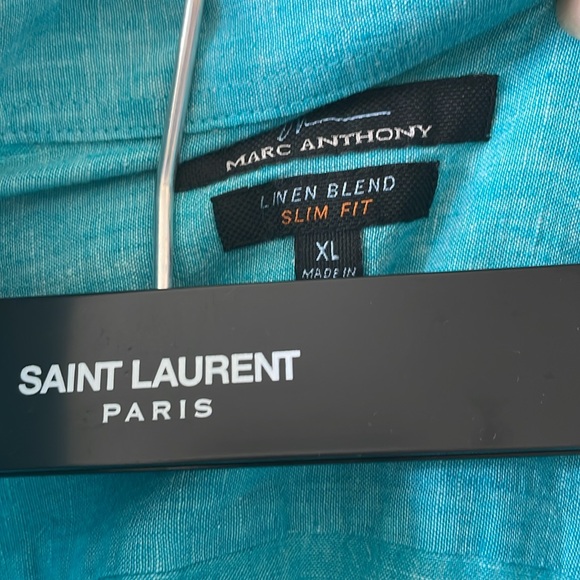 MARC ANTHONY
LINEN BLEND
SLIM FIT
XL
MADE IN
SAINT LAURENT
PARIS